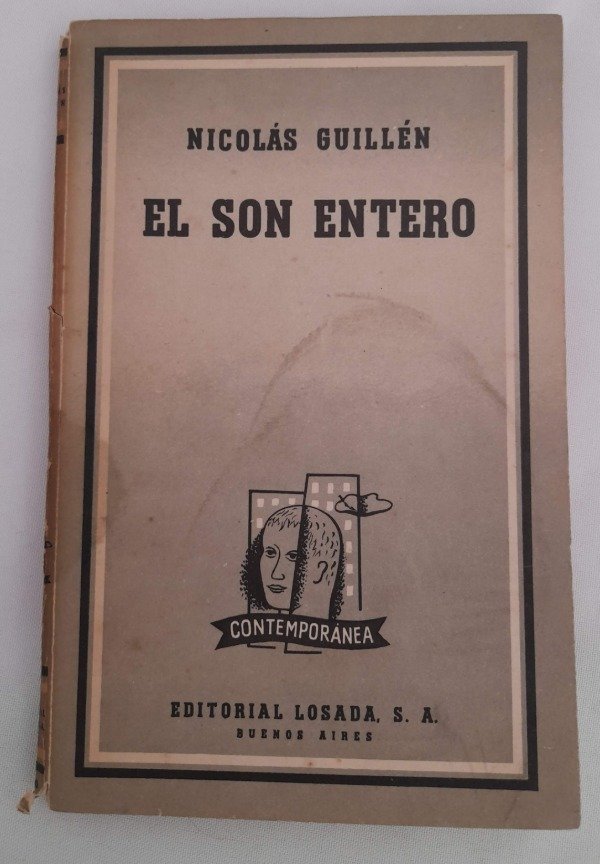 NICOLÁS GUILLÉN
EL SON ENTERO
CONTEMPORÁNEA
EDITORIAL LOSADA, S. A.
BUENOS AIRES